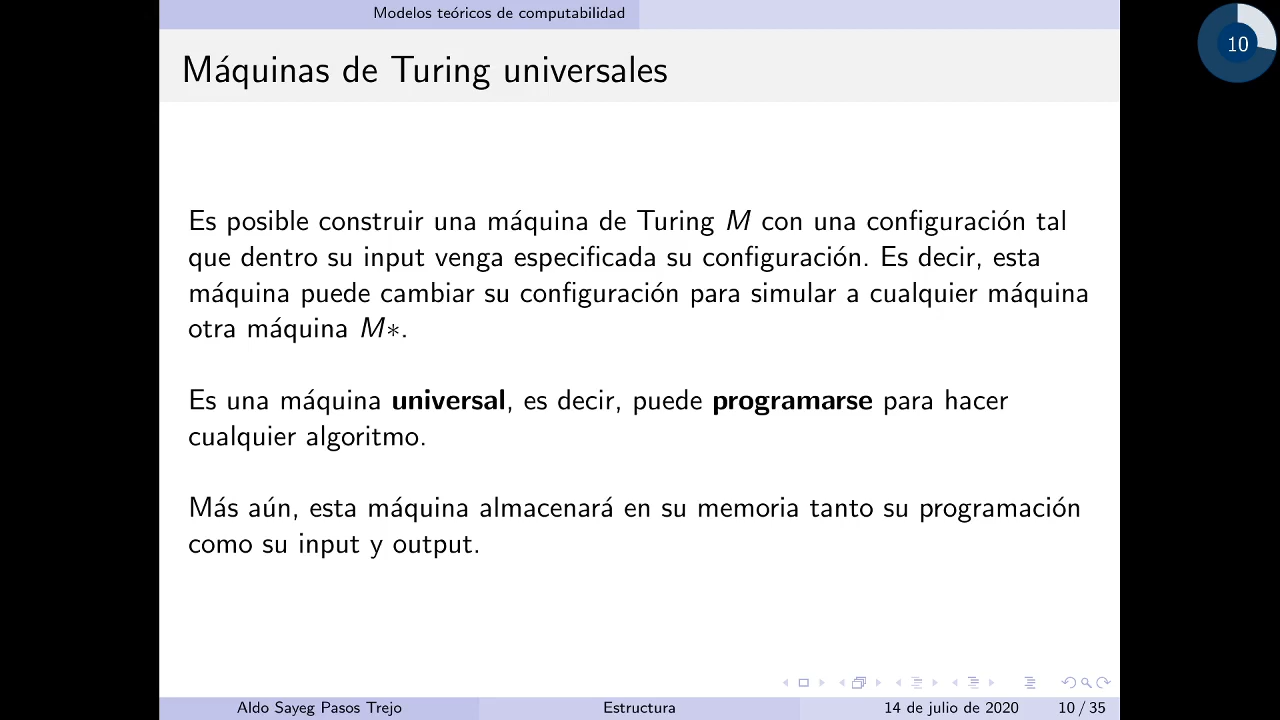 Modelos teóricos de computabilidad
10
Máquinas de Turing universales
Es posible construir una máquina de Turing M con una configuración tal
que dentro su input venga especificada su configuración. Es decir, esta
máquina puede cambiar su configuración para simular a cualquier máquina
otra máquina M∗.
Es una máquina universal, es decir, puede programarse para hacer
cualquier algoritmo.
Más aún, esta máquina almacenará en su memoria tanto su programación
como su input y output.
Aldo Sayeg Pasos Trejo
Estructura
14 de julio de 2020
10 / 35